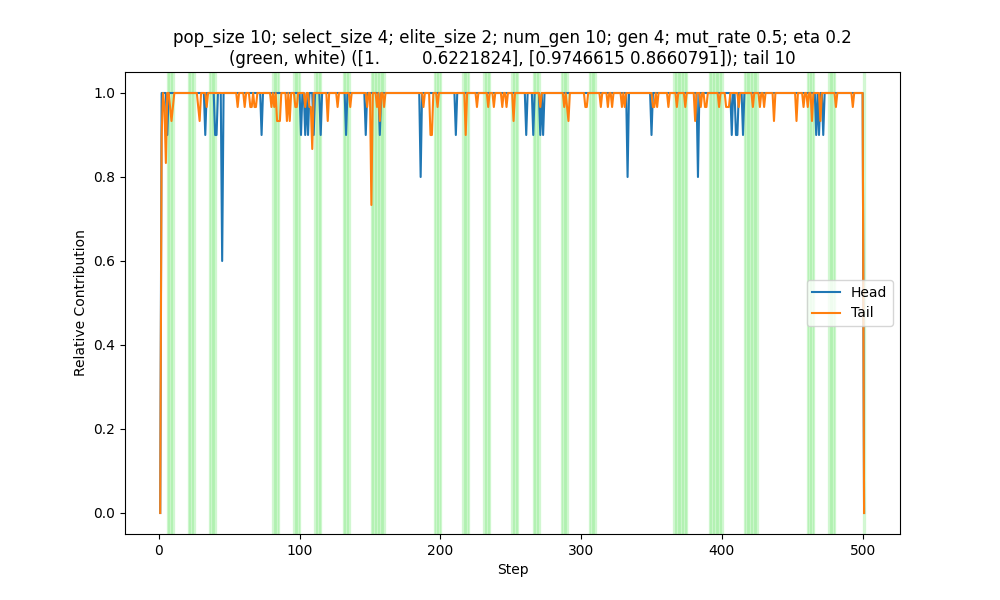 pop_size 10; select_size 4; elite_size 2; num_gen 10; gen 4; mut_rate 0.5; eta 0.2
(green, white) ([1. 0.6221824], [0.9746615 0.8660791]); tail 10
1.0
0.8
0.6
0.4
0.2
0.0
Relative Contribution
Head
Tail
0
100
200
300
400
500
Step